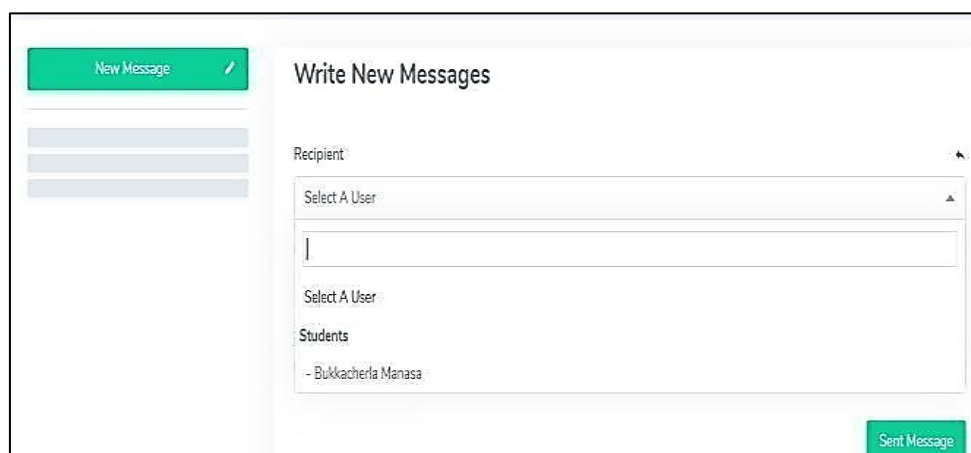 New Message
Write New Messages
Recipient
Select A User
Select A User
Students
- Bukkacherla Manasa
Sent Message